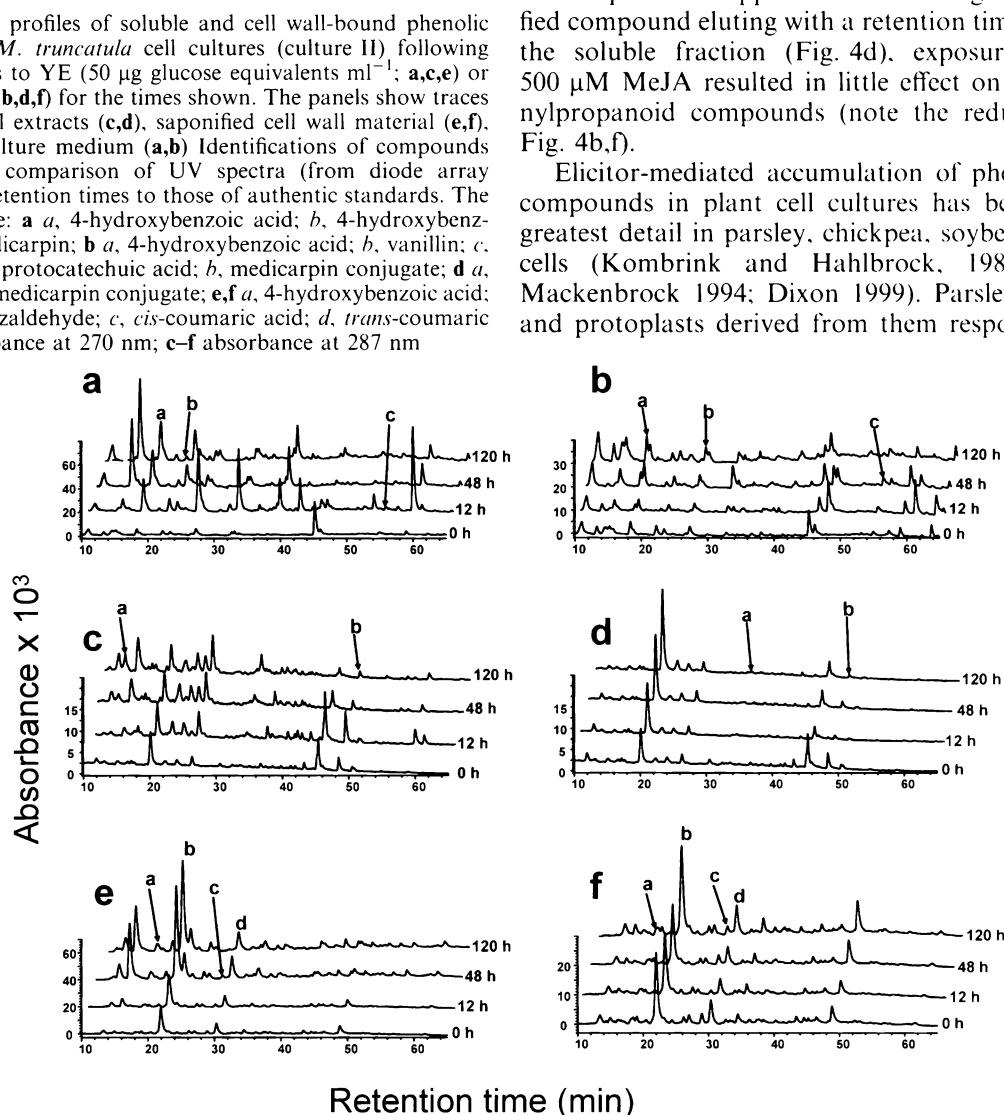 profiles of soluble and cell wall-bound phenolic
M. truncatula cell cultures (culture II) following
s to YE (50 μg glucose equivalents ml⁻¹; a,c,e) or
b,d,f) for the times shown. The panels show traces
l extracts (c,d), saponified cell wall material (e,f),
lture medium (a,b) Identifications of compounds
comparison of UV spectra (from diode array
etention times to those of authentic standards. The
e: a a, 4-hydroxybenzoic acid; b, 4-hydroxybenz-
dicarpin; b a, 4-hydroxybenzoic acid; b, vanillin; c,
protocatechuic acid; b, medicarpin conjugate; d a,
medicarpin conjugate; e,f a, 4-hydroxybenzoic acid;
zaldehyde; c, cis-coumaric acid; d, trans-coumaric
bance at 270 nm; c–f absorbance at 287 nm
fied compound eluting with a retention tim
the soluble fraction (Fig. 4d), exposur
500 μM MeJA resulted in little effect on
nylpropanoid compounds (note the redu
Fig. 4b,f).
Elicitor-mediated accumulation of phe
compounds in plant cell cultures has be
greatest detail in parsley, chickpea, soybe
cells (Kombrink and Hahlbrock, 198
Mackenbrock 1994; Dixon 1999). Parsle
and protoplasts derived from them respo
Absorbance x 10³
a
a b c
120 h
60
48 h
40
12 h
20
0 h
0
10 20 30 40 50 60
b
a b c
120 h
30
48 h
20
12 h
10
0 h
0
10 20 30 40 50 60
c
a b
120 h
48 h
15
12 h
10
5
0 h
0
10 20 30 40 50 60
d
a b
120 h
48 h
15
12 h
10
5
0 h
0
10 20 30 40 50 60
e
a b c d
120 h
60
48 h
40
12 h
20
0 h
0
10 20 30 40 50 60
f
a b c d
120 h
48 h
20
12 h
10
0 h
0
10 20 30 40 50 60
Retention time (min)